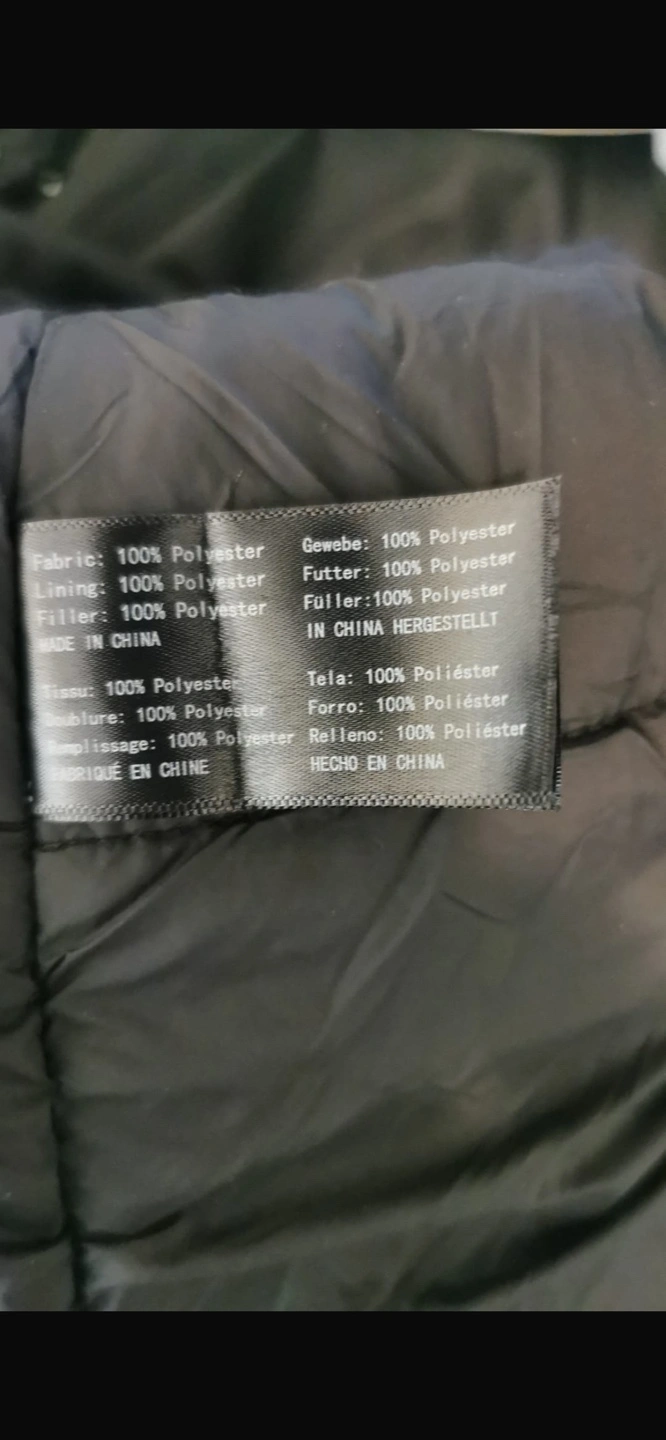 Fabric: 100% Polyester
Lining: 100% Polyester
Filler: 100% Polyester
MADE IN CHINA
Tissu: 100% Polyester
Doublure: 100% Polyester
Remplissage: 100% Polyester
FABRIQUÉ EN CHINE
Gewebe: 100% Polyester
Futter: 100% Polyester
Füller:100% Polyester
IN CHINA HERGESTELLT
Tela: 100% Poliéster
Forro: 100% Poliéster
Relleno: 100% Poliéster
HECHO EN CHINA